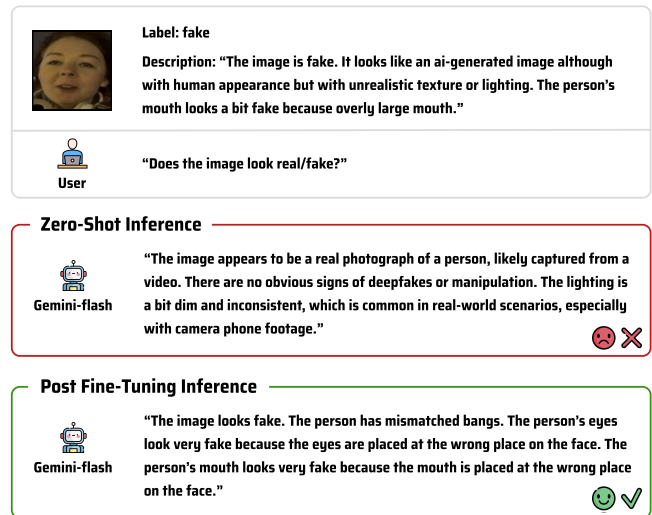 Label: fake
Description: “The image is fake. It looks like an ai-generated image although
with human appearance but with unrealistic texture or lighting. The person’s
mouth looks a bit fake because overly large mouth.”
User
“Does the image look real/fake?”
Zero-Shot Inference
Gemini-flash
“The image appears to be a real photograph of a person, likely captured from a
video. There are no obvious signs of deepfakes or manipulation. The lighting is
a bit dim and inconsistent, which is common in real-world scenarios, especially
with camera phone footage.”
Post Fine-Tuning Inference
Gemini-flash
“The image looks fake. The person has mismatched bangs. The person’s eyes
look very fake because the eyes are placed at the wrong place on the face. The
person’s mouth looks very fake because the mouth is placed at the wrong place
on the face.”